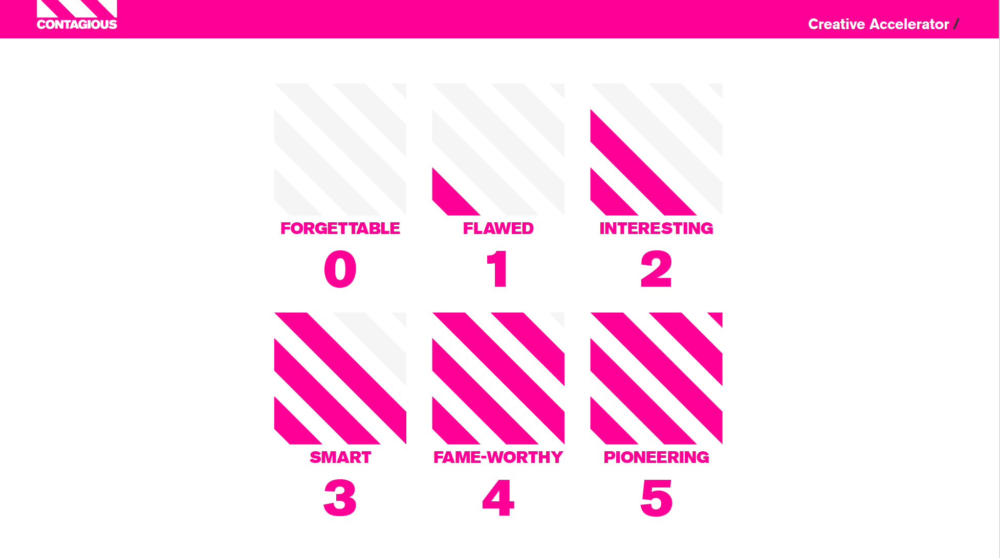 CONTAGIOUS
Creative Accelerator /
FORGETTABLE
0
FLAWED
1
INTERESTING
2
SMART
3
FAME-WORTHY
4
PIONEERING
5